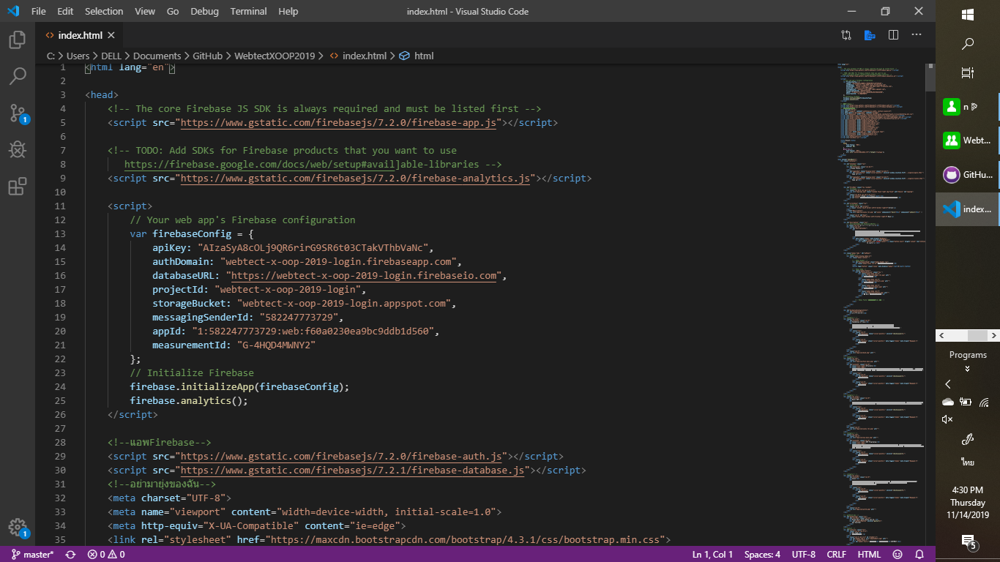 File Edit Selection View Go Debug Terminal Help index.html - Visual Studio Code
index.html
C: > Users > DELL > Documents > GitHub > WebtectXOOP2019 > index.html > html
1 <html lang="en">
2
3 <head>
4 <!-- The core Firebase JS SDK is always required and must be listed first -->
5 <script src="https://www.gstatic.com/firebasejs/7.2.0/firebase-app.js"></script>
6
7 <!-- TODO: Add SDKs for Firebase products that you want to use
8 https://firebase.google.com/docs/web/setup#avail]able-libraries -->
9 <script src="https://www.gstatic.com/firebasejs/7.2.0/firebase-analytics.js"></script>
10
11 <script>
12 // Your web app's Firebase configuration
13 var firebaseConfig = {
14 apiKey: "AIzaSyA8cOLj9QR6rirG9SR6t03CTakVThbVaNc",
15 authDomain: "webtect-x-oop-2019-login.firebaseapp.com",
16 databaseURL: "https://webtect-x-oop-2019-login.firebaseio.com",
17 projectId: "webtect-x-oop-2019-login",
18 storageBucket: "webtect-x-oop-2019-login.appspot.com",
19 messagingSenderId: "582247773729",
20 appId: "1:582247773729:web:f60a0230ea9bc9ddb1d560",
21 measurementId: "G-4HQD4MWNY2"
22 };
23 // Initialize Firebase
24 firebase.initializeApp(firebaseConfig);
25 firebase.analytics();
26 </script>
27
28 <!--แอพFirebase-->
29 <script src="https://www.gstatic.com/firebasejs/7.2.0/firebase-auth.js"></script>
30 <script src="https://www.gstatic.com/firebasejs/7.2.1/firebase-database.js"></script>
31 <!--อย่ามายุ่งของฉัน-->
32 <meta charset="UTF-8">
33 <meta name="viewport" content="width=device-width, initial-scale=1.0">
34 <meta http-equiv="X-UA-Compatible" content="ie=edge">
35 <link rel="stylesheet" href="https://maxcdn.bootstrapcdn.com/bootstrap/4.3.1/css/bootstrap.min.css">
1
1
master* 0 0 Ln 1, Col 1 Spaces: 4 UTF-8 CRLF HTML
Webt...
GitHu...
index...
Programs
ไทย
4:30 PM
Thursday
11/14/2019
5